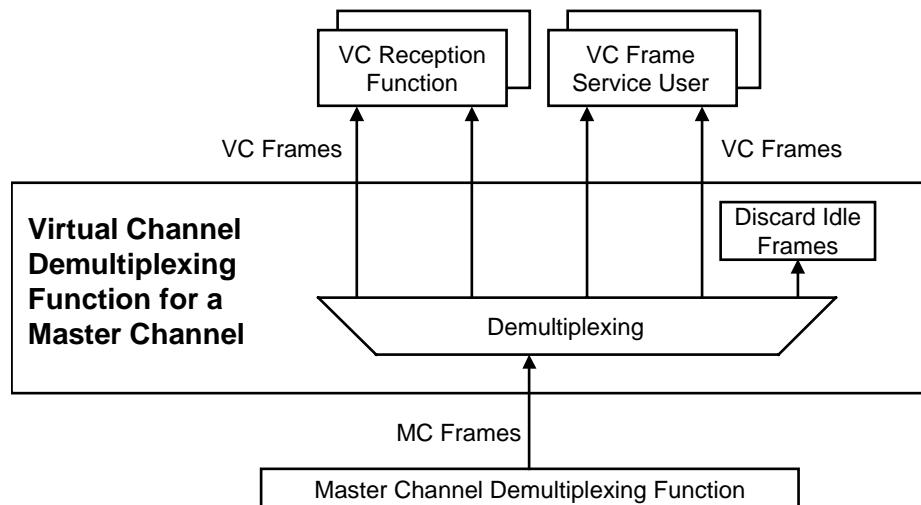 VC Reception
Function
VC Frame
Service User
VC Frames
VC Frames
Virtual Channel
Demultiplexing
Function for a
Master Channel
Discard Idle
Frames
Demultiplexing
MC Frames
Master Channel Demultiplexing Function